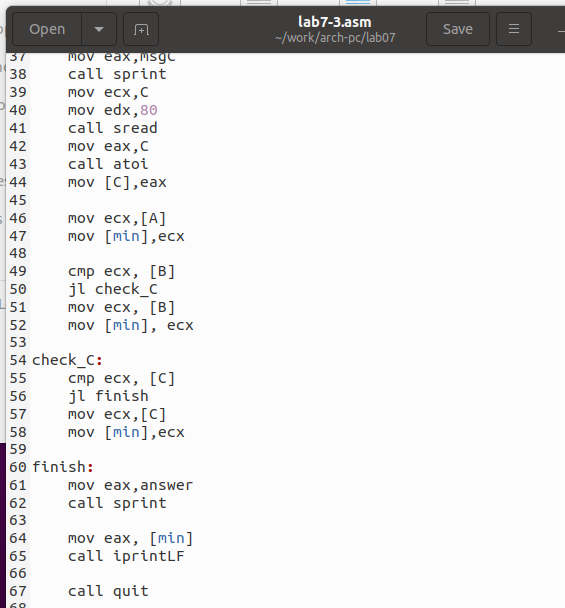 Open
lab7-3.asm
~/work/arch-pc/lab07
Save
37 mov eax,MsgC
38 call sprint
39 mov ecx,C
40 mov edx,80
41 call sread
42 mov eax,C
43 call atoi
44 mov [C],eax
45
46 mov ecx,[A]
47 mov [min],ecx
48
49 cmp ecx, [B]
50 jl check_C
51 mov ecx, [B]
52 mov [min], ecx
53
54 check_C:
55 cmp ecx, [C]
56 jl finish
57 mov ecx,[C]
58 mov [min],ecx
59
60 finish:
61 mov eax,answer
62 call sprint
63
64 mov eax, [min]
65 call iprintLF
66
67 call quit
68